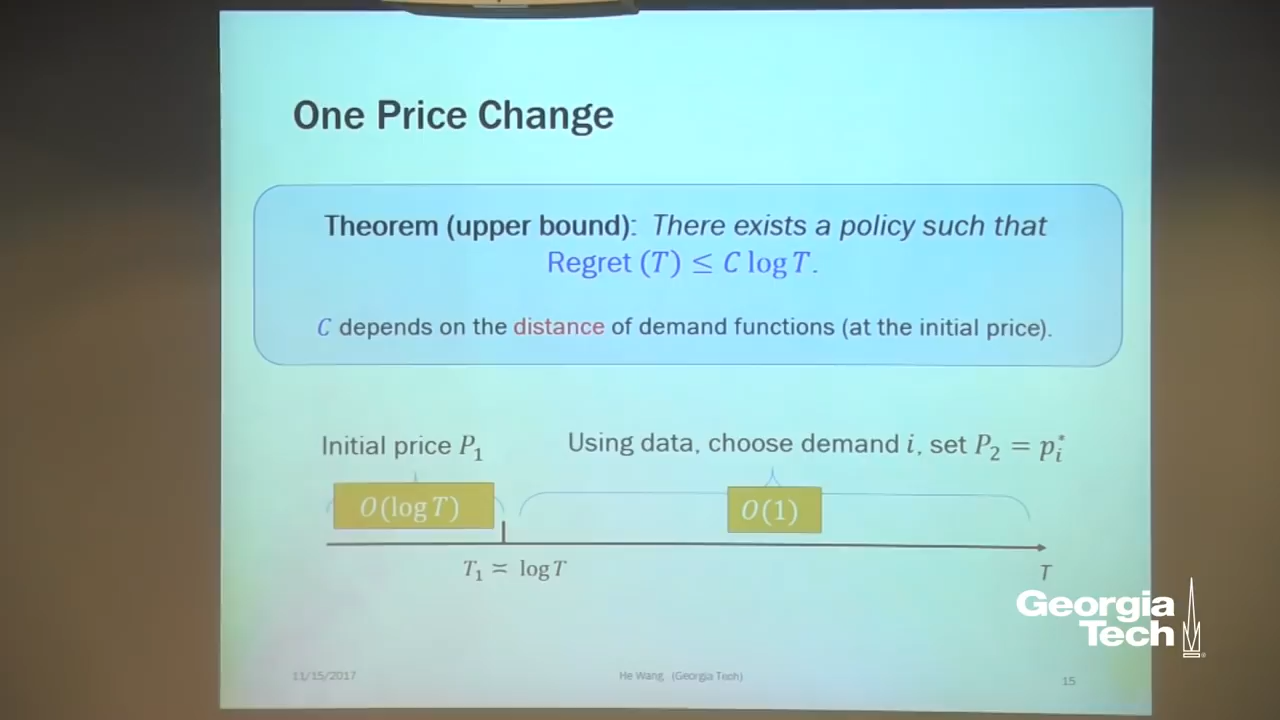 One Price Change
Theorem (upper bound): There exists a policy such that
Regret (T) ≤ C log T.
C depends on the distance of demand functions (at the initial price).
Initial price P₁
Using data, choose demand i, set P₂ = pᵢ*
O(log T)
O(1)
T₁ ≍ log T
T
Georgia
Tech
11/15/2017
He Wang (Georgia Tech)
15